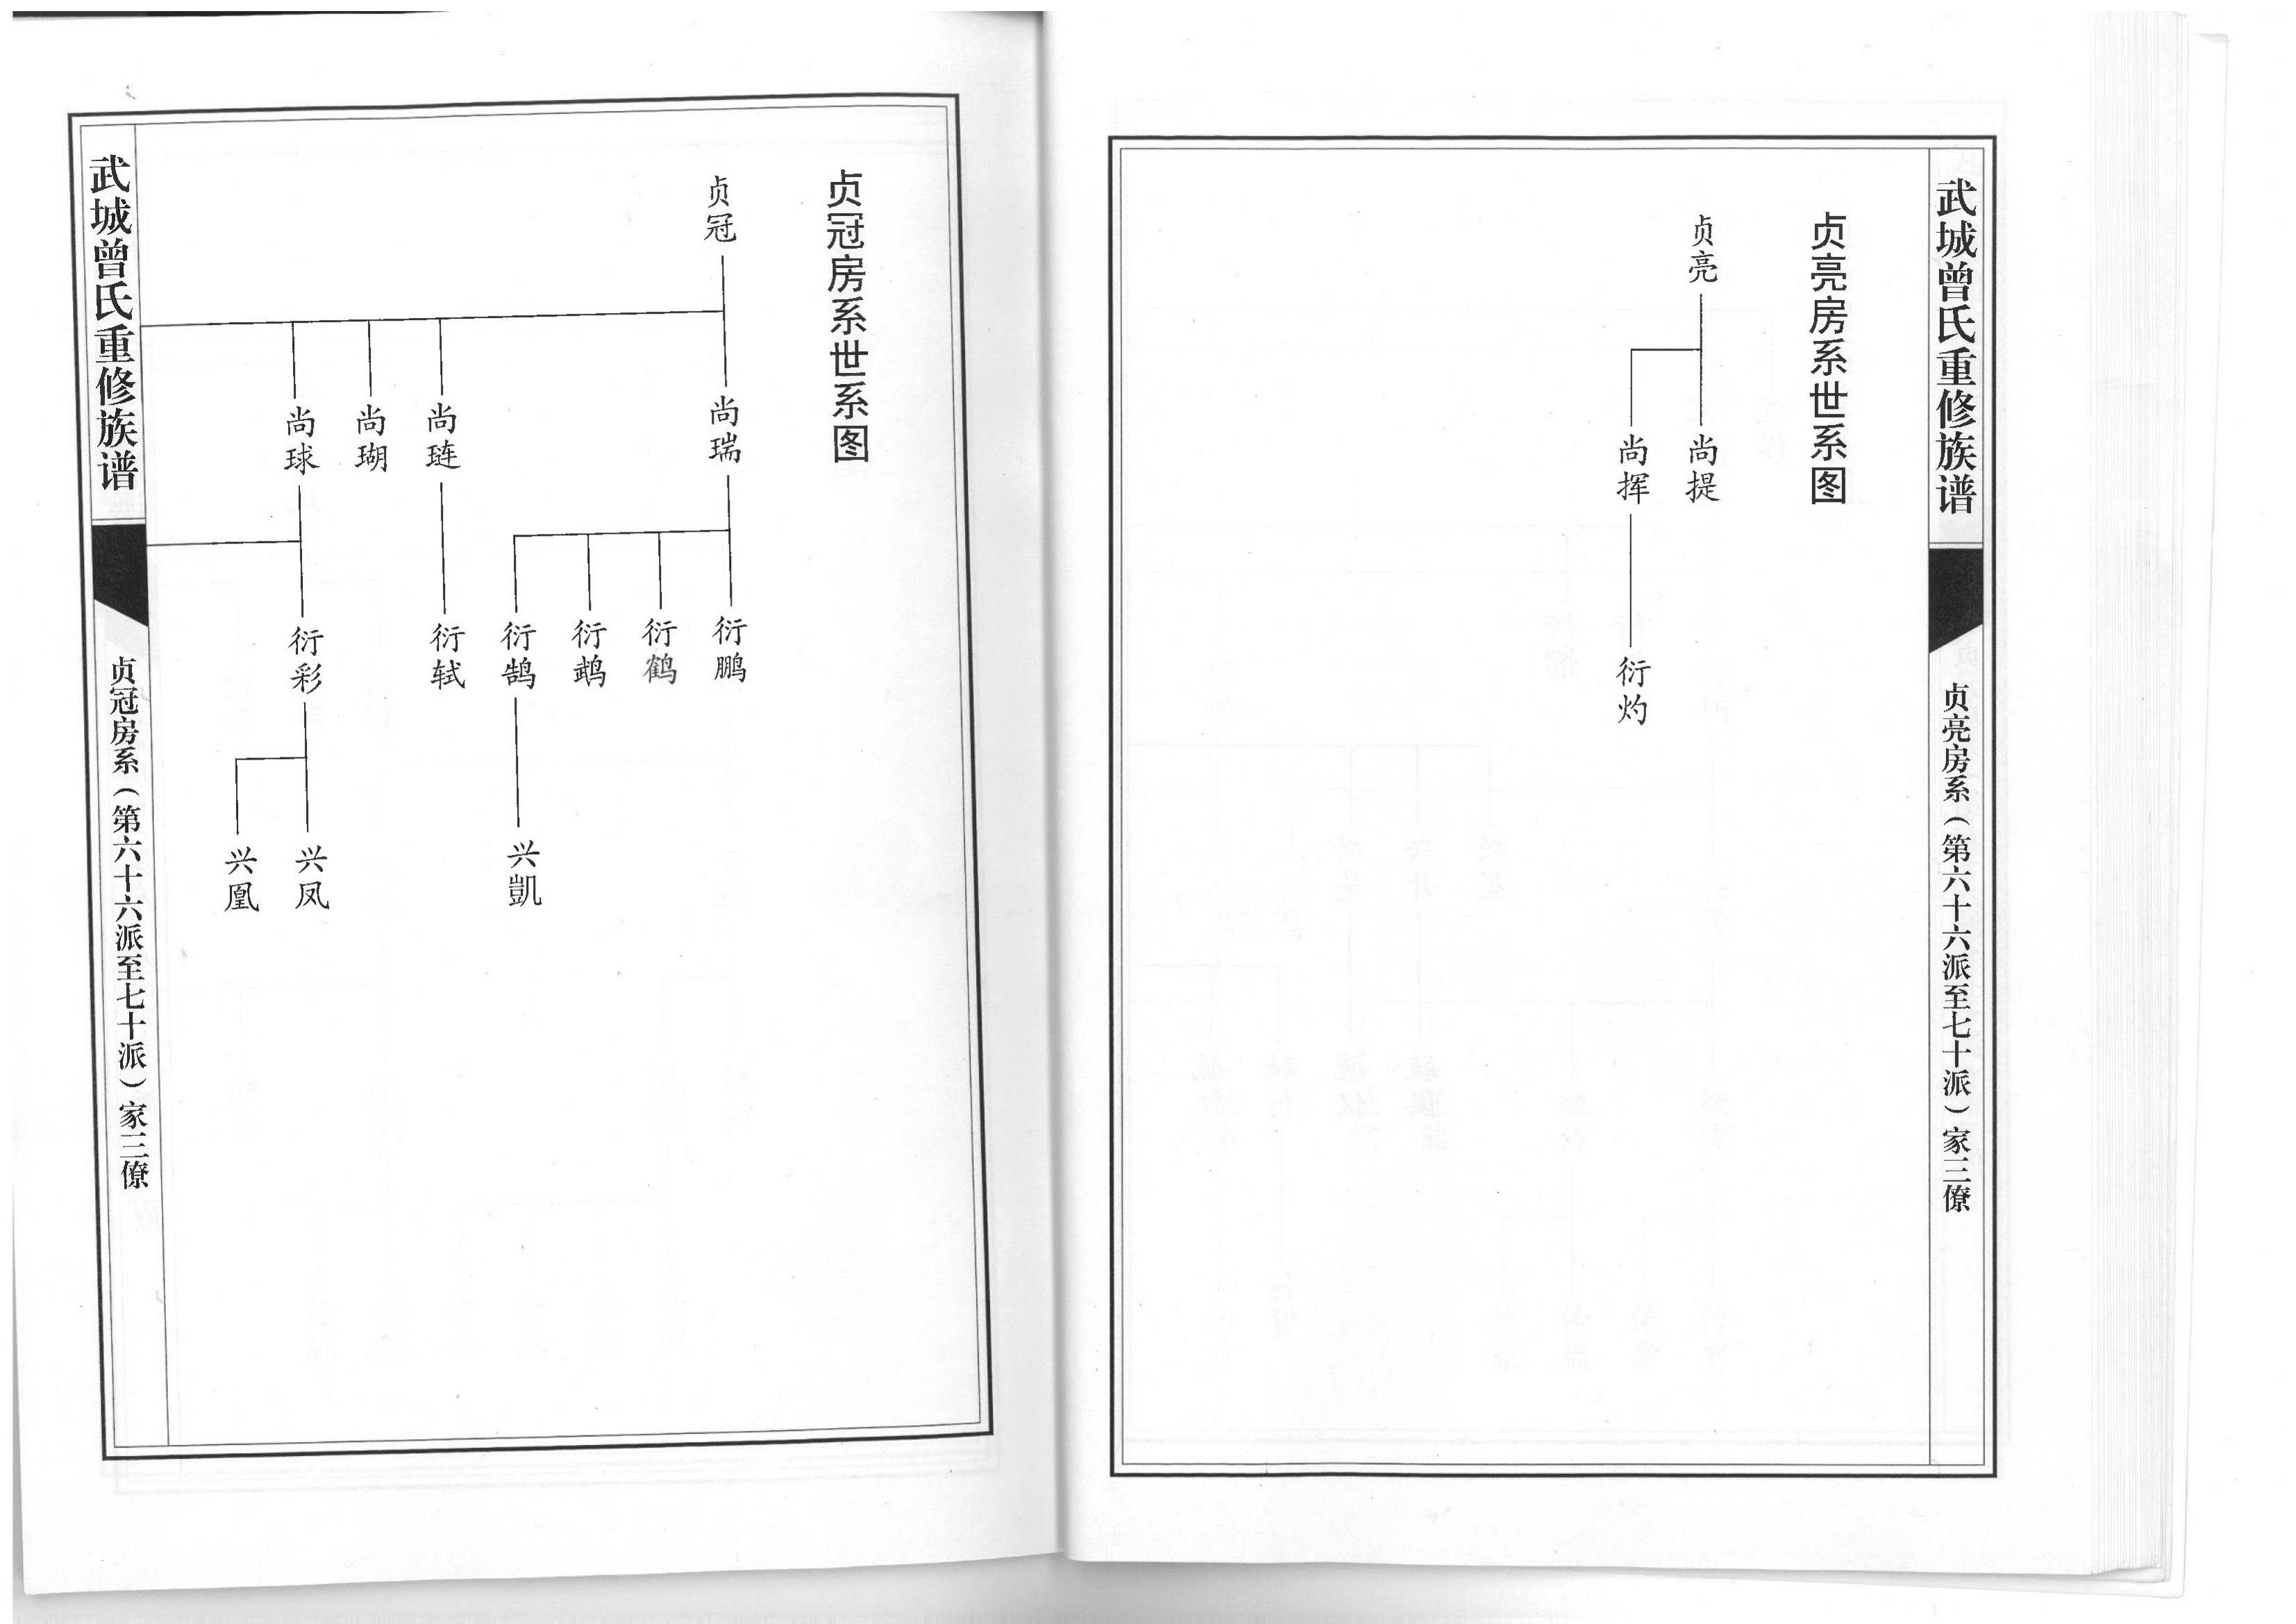 武城曾氏重修族谱
贞亮房系（第六十六派至七十派）家三僚
贞亮房系世系图
贞亮
尚提
尚挥
衍灼
贞冠房系世系图
贞冠
尚瑞
尚琏
尚瑚
尚球
衍鹏
衍鹤
衍鹉
衍鹄
衍轼
衍彩
兴凯
兴凤
兴凰
武城曾氏重修族谱
贞冠房系（第六十六派至七十派）家三僚